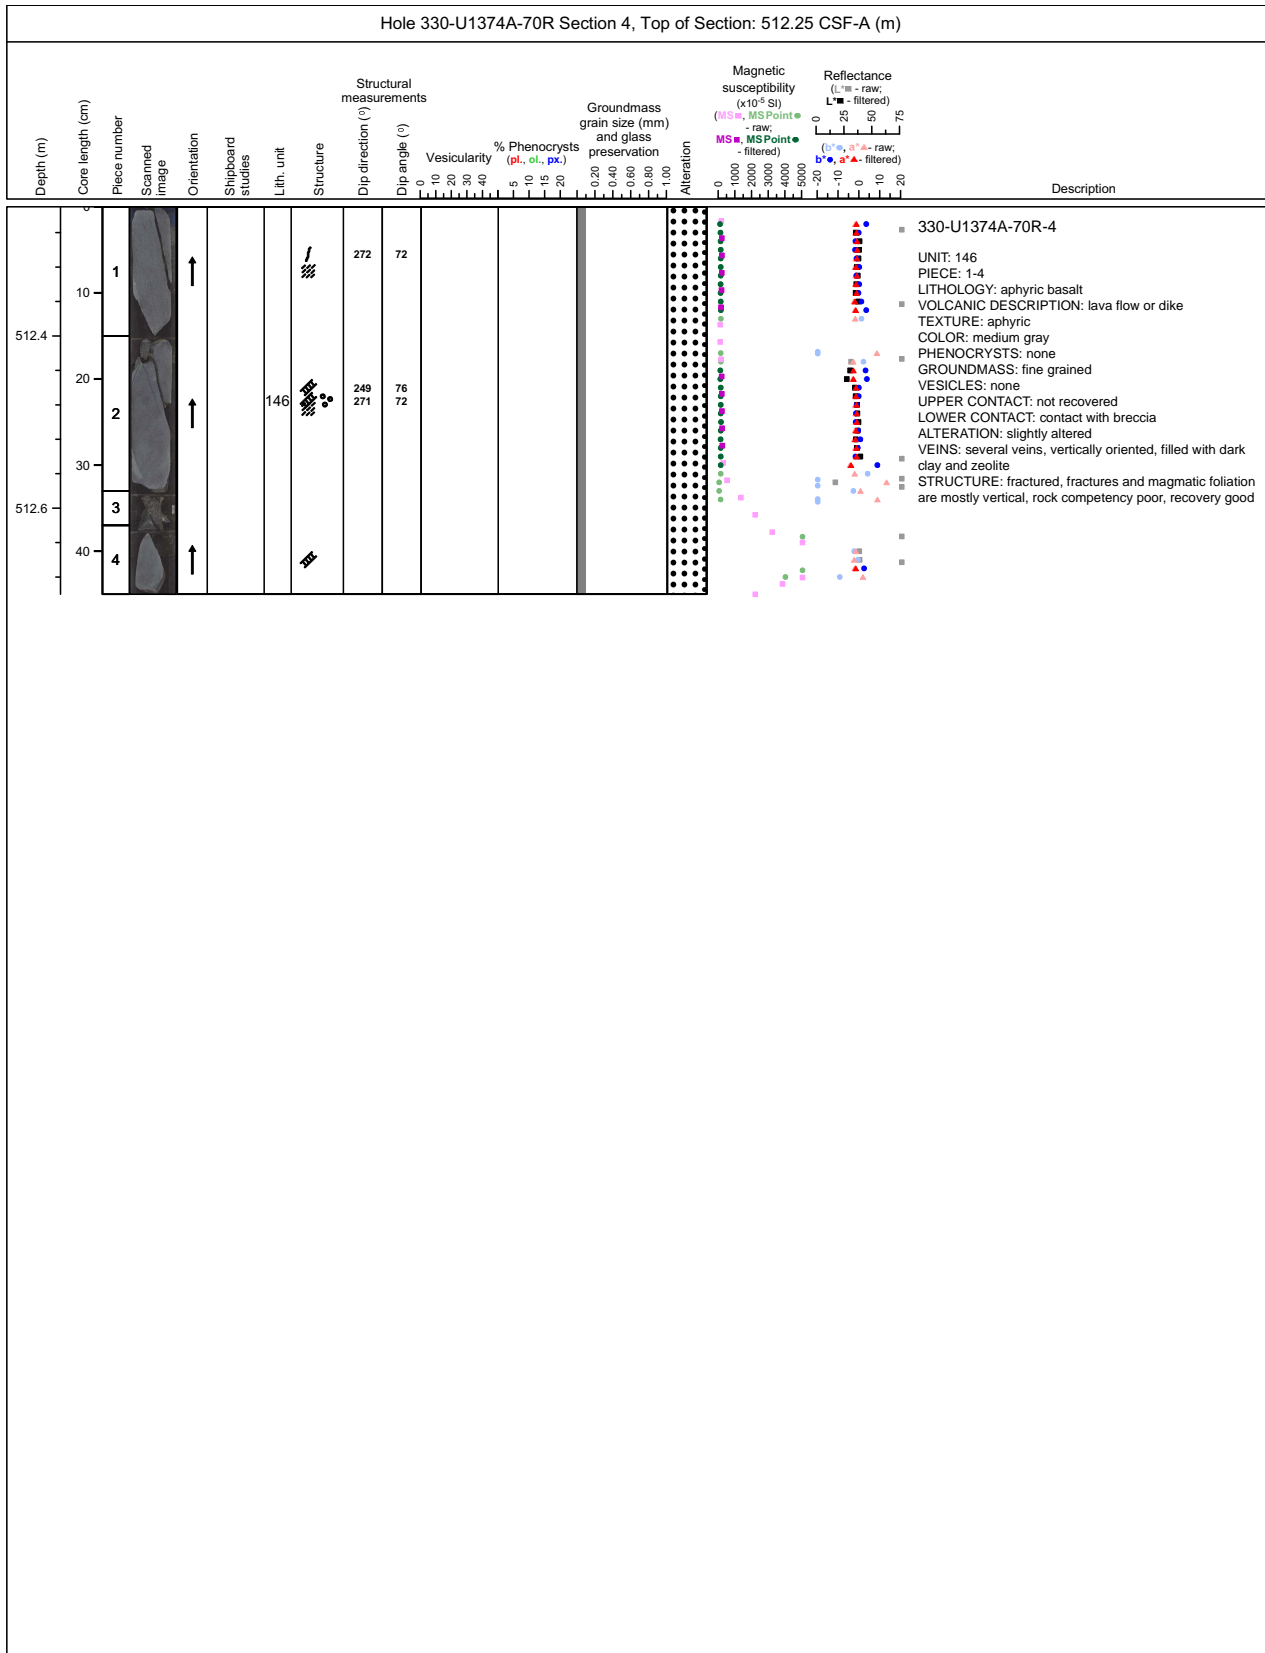 Hole 330-U1374A-70R Section 4, Top of Section: 512.25 CSF-A (m)
Depth (m)
Core length (cm)
Piece number
Scanned
image
Orientation
Shipboard
studies
Lith. unit
Structure
Structural
measurements
Dip direction (°)
Dip angle (°)
Vesicularity
0 10 20 30 40
% Phenocrysts
(pl., ol., px.)
5 10 15 20
Groundmass
grain size (mm)
and glass
preservation
0.20 0.40 0.60 0.80 1.00
Alteration
Magnetic
susceptibility
(x10⁻⁵ SI)
(MS■, MSPoint●
- raw;
MS■, MSPoint●
- filtered)
0 1000 2000 3000 4000 5000
Reflectance
(L*■ - raw;
L*■ - filtered)
0 25 50 75
(b*●, a*▲- raw;
b*●, a*▲- filtered)
-20 -10 0 10 20
Description
0
10
20
30
40
512.4
512.6
1
2
3
4
146
272 72
249 76
271 72
330-U1374A-70R-4
UNIT: 146
PIECE: 1-4
LITHOLOGY: aphyric basalt
VOLCANIC DESCRIPTION: lava flow or dike
TEXTURE: aphyric
COLOR: medium gray
PHENOCRYSTS: none
GROUNDMASS: fine grained
VESICLES: none
UPPER CONTACT: not recovered
LOWER CONTACT: contact with breccia
ALTERATION: slightly altered
VEINS: several veins, vertically oriented, filled with dark
clay and zeolite
STRUCTURE: fractured, fractures and magmatic foliation
are mostly vertical, rock competency poor, recovery good